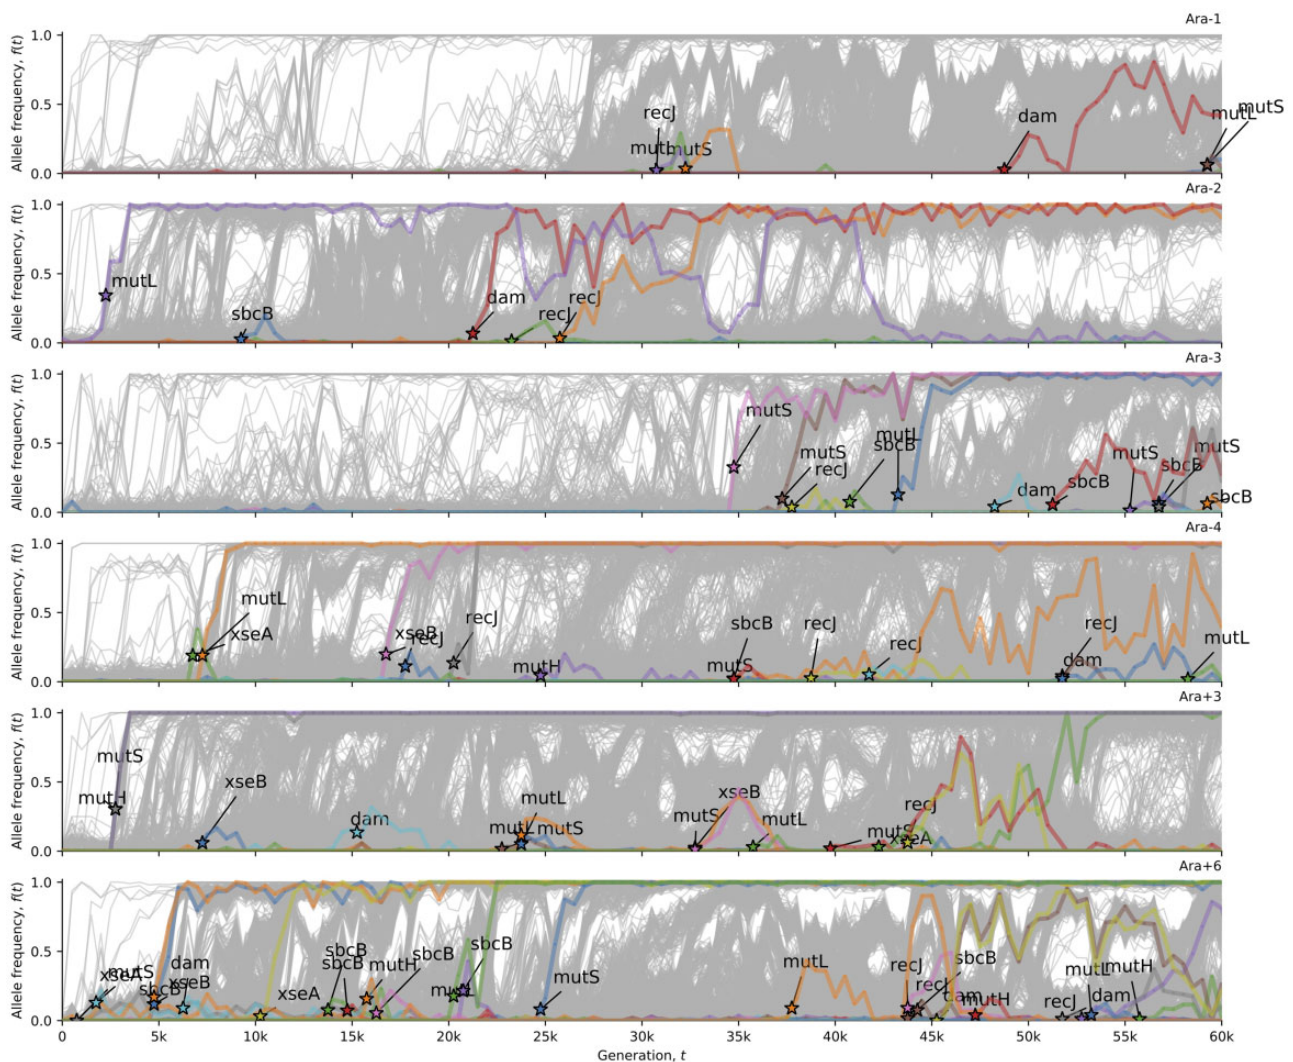 Ara-1
Allele frequency, f(t)
1.0
0.5
0.0
recJ
mutS
dam
mutL
mutS
Ara-2
Allele frequency, f(t)
1.0
0.5
0.0
mutL
sbcB
dam
recJ
recJ
Ara-3
Allele frequency, f(t)
1.0
0.5
0.0
mutS
mutS
recJ
mutL
sbcB
dam
sbcB
mutS
sbcB
mutS
sbcB
Ara-4
Allele frequency, f(t)
1.0
0.5
0.0
mutL
xseA
xseB
recJ
recJ
mutH
sbcB
mutS
recJ
recJ
recJ
dam
mutL
Ara+3
Allele frequency, f(t)
1.0
0.5
0.0
mutS
mutH
xseB
dam
mutL
mutL
mutS
xseB
mutS
mutL
recJ
mutS
xseA
Ara+6
Allele frequency, f(t)
1.0
0.5
0.0
xseA
mutS
sbcB
dam
xseB
xseA
sbcB
sbcB
mutH
sbcB
sbcB
mutS
mutL
recJ
sbcB
recJ
dam
mutH
recJ
mutL
dam
mutH
0 5k 10k 15k 20k 25k 30k 35k 40k 45k 50k 55k 60k
Generation, t